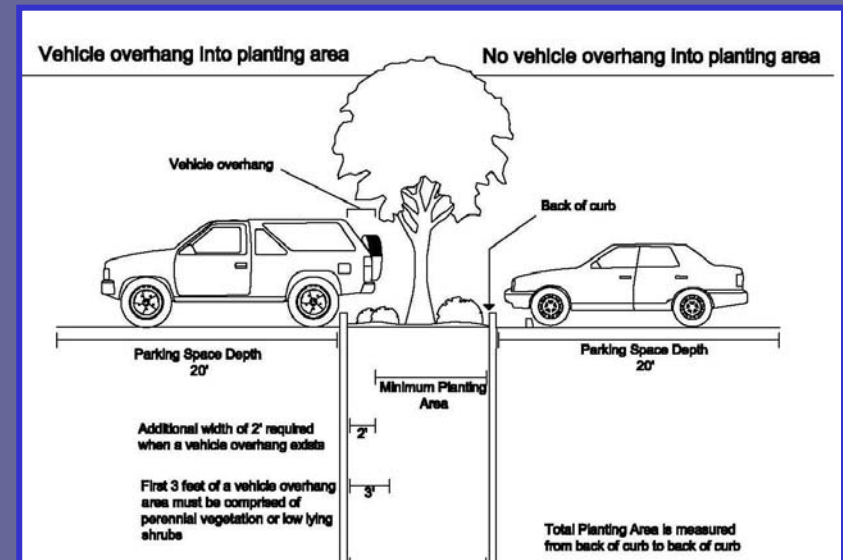 Vehicle overhang into planting area
No vehicle overhang into planting area
Vehicle overhang
Back of curb
Parking Space Depth
20'
Parking Space Depth
20'
Minimum Planting
Area
Additional width of 2' required
when a vehicle overhang exists
2'
First 3 feet of a vehicle overhang
area must be comprised of
perennial vegetation or low lying
shrubs
3'
Total Planting Area is measured
from back of curb to back of curb